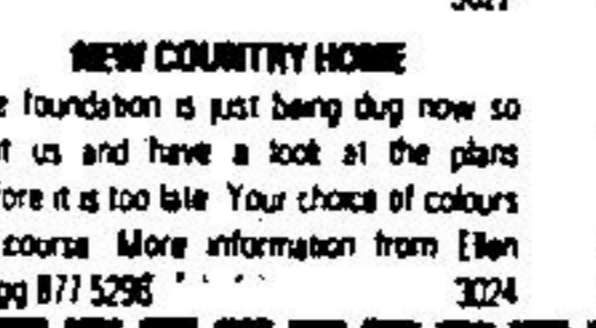 NEW COUNTRY HOME
foundation is just being dug now so
us and have a look at the plans
it is too late Your choice of colours
course More information from Ellen
877 5296
3024